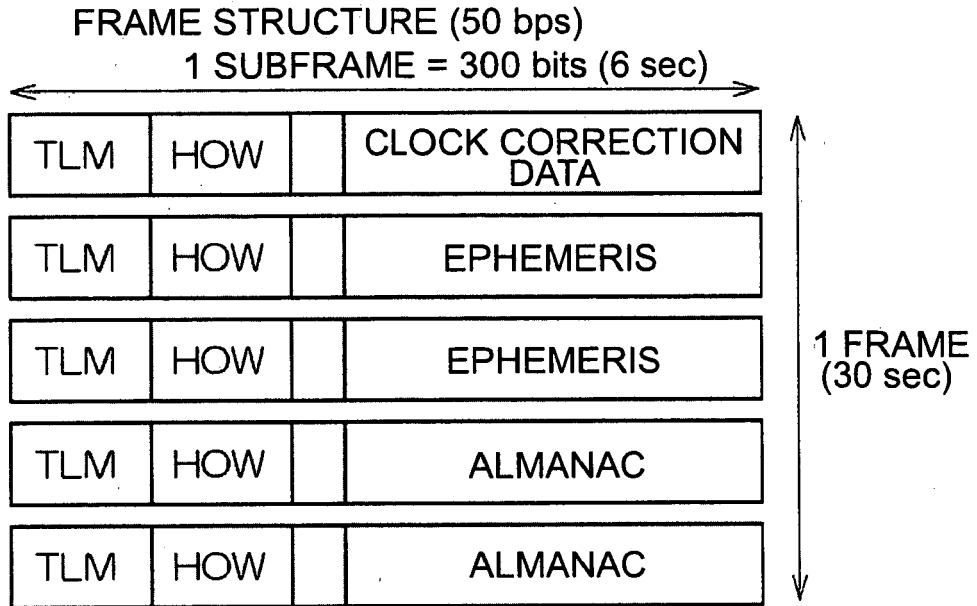 FRAME STRUCTURE (50 bps)
1 SUBFRAME = 300 bits (6 sec)
TLM HOW CLOCK CORRECTION
DATA
TLM HOW EPHEMERIS
TLM HOW EPHEMERIS
1 FRAME
(30 sec)
TLM HOW ALMANAC
TLM HOW ALMANAC